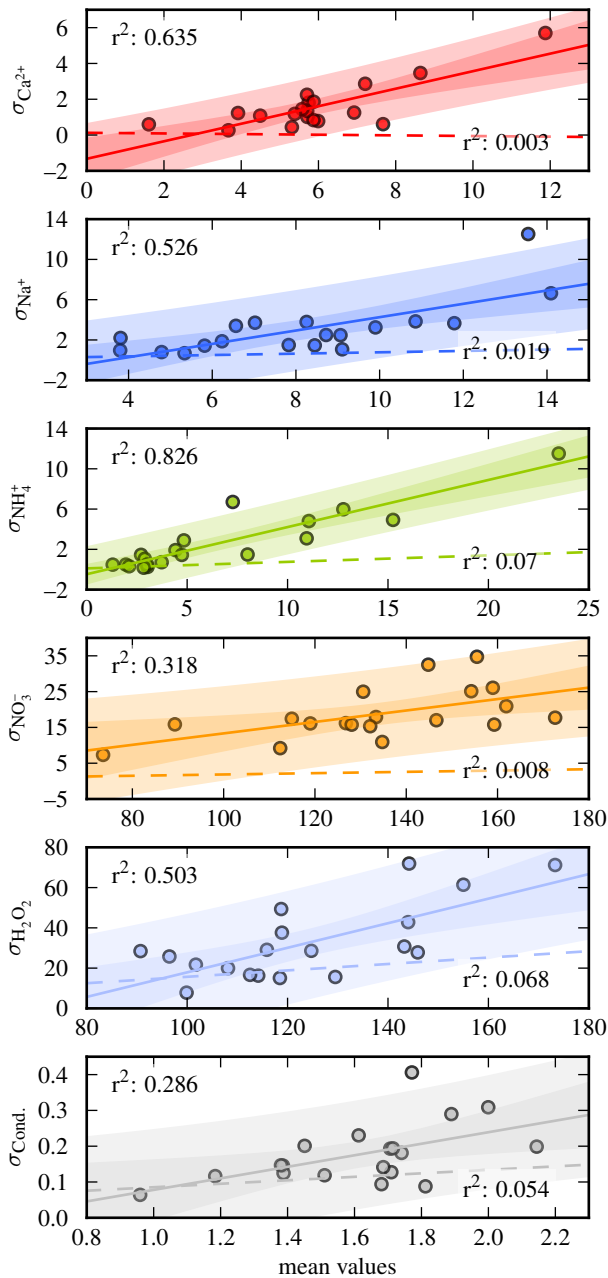 6
r²: 0.635
4
σCa²⁺
2
0
r²: 0.003
−2
0 2 4 6 8 10 12
14
r²: 0.526
10
σNa⁺
6
2
r²: 0.019
−2
4 6 8 10 12 14
14
r²: 0.826
10
σNH₄⁺
6
2
r²: 0.07
−2
0 5 10 15 20 25
35
r²: 0.318
25
σNO₃⁻
15
5
r²: 0.008
−5
80 100 120 140 160 180
80
r²: 0.503
60
σH₂O₂
40
20
r²: 0.068
0
80 100 120 140 160 180
0.4
r²: 0.286
0.3
σCond.
0.2
0.1
r²: 0.054
0.0
0.8 1.0 1.2 1.4 1.6 1.8 2.0 2.2
mean values